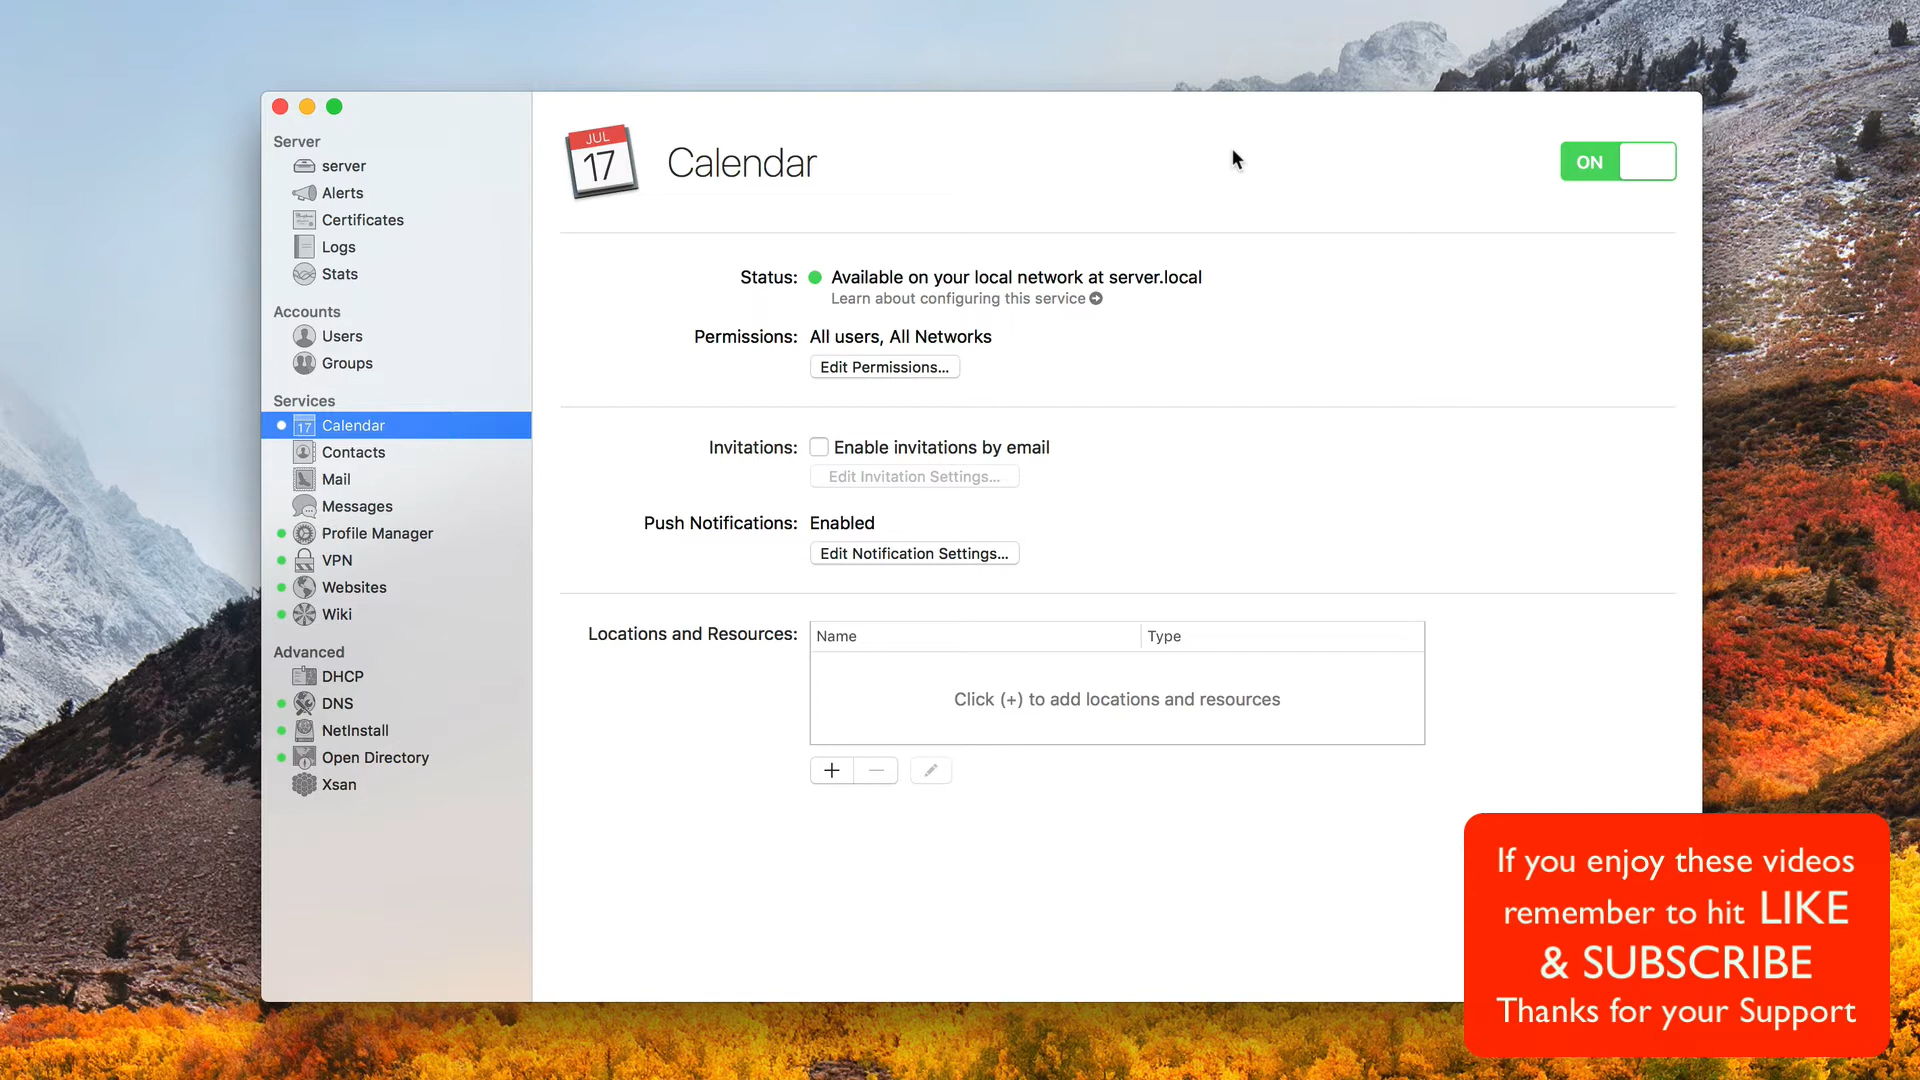 Server
server
Alerts
Certificates
Logs
Stats
Accounts
Users
Groups
Services
17 Calendar
Contacts
Mail
Messages
Profile Manager
VPN
Websites
Wiki
Advanced
DHCP
DNS
NetInstall
Open Directory
Xsan
JUL
17
Calendar
ON
Status: Available on your local network at server.local
Learn about configuring this service
Permissions: All users, All Networks
Edit Permissions...
Invitations: Enable invitations by email
Edit Invitation Settings...
Push Notifications: Enabled
Edit Notification Settings...
Locations and Resources: Name Type
Click (+) to add locations and resources
If you enjoy these videos
remember to hit LIKE
& SUBSCRIBE
Thanks for your Support